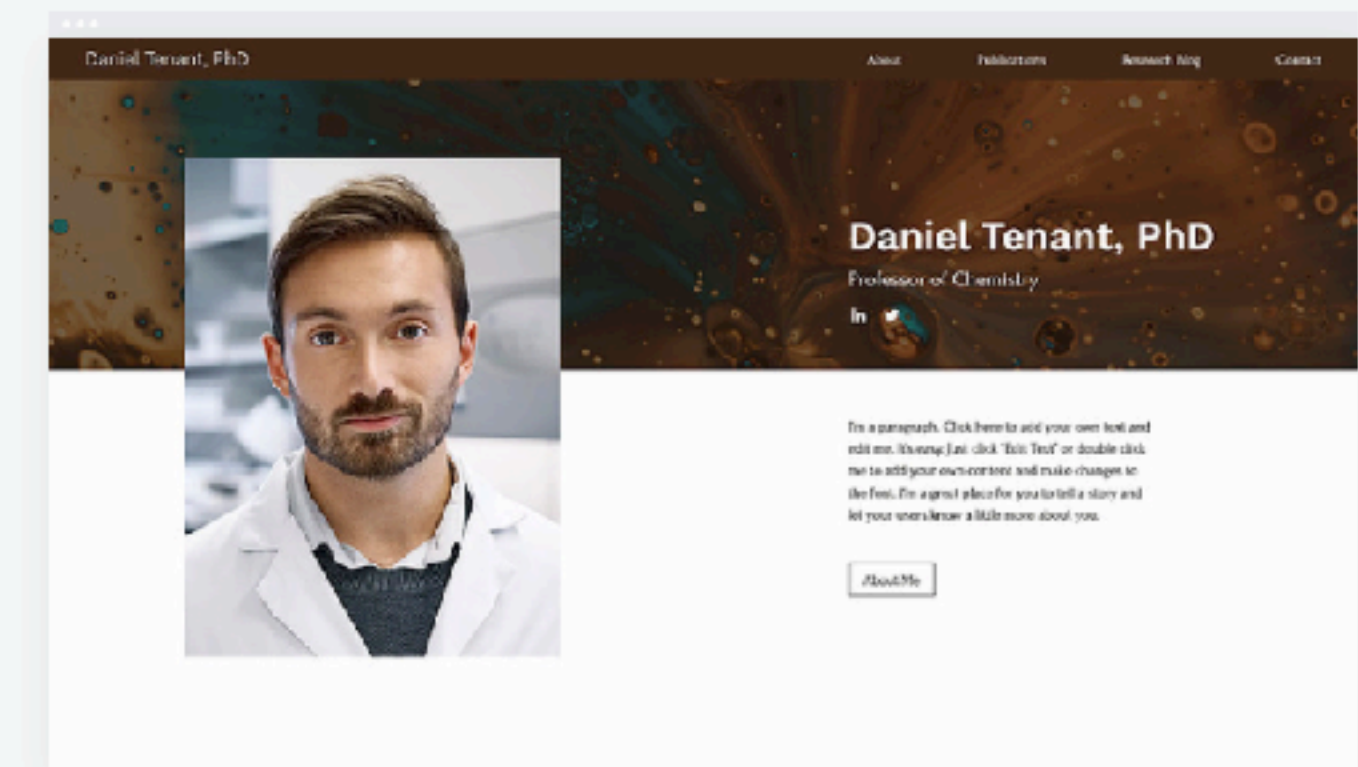 Daniel Tenant, PhD
About
Publications
Research Blog
Contact
Daniel Tenant, PhD
Professor of Chemistry
in
I'm a paragraph. Click here to add your own text and
edit me. It's easy. Just click "Edit Text" or double click
me to add your own content and make changes to
the font. I'm a great place for you to tell a story and
let your users know a little more about you.
About Me